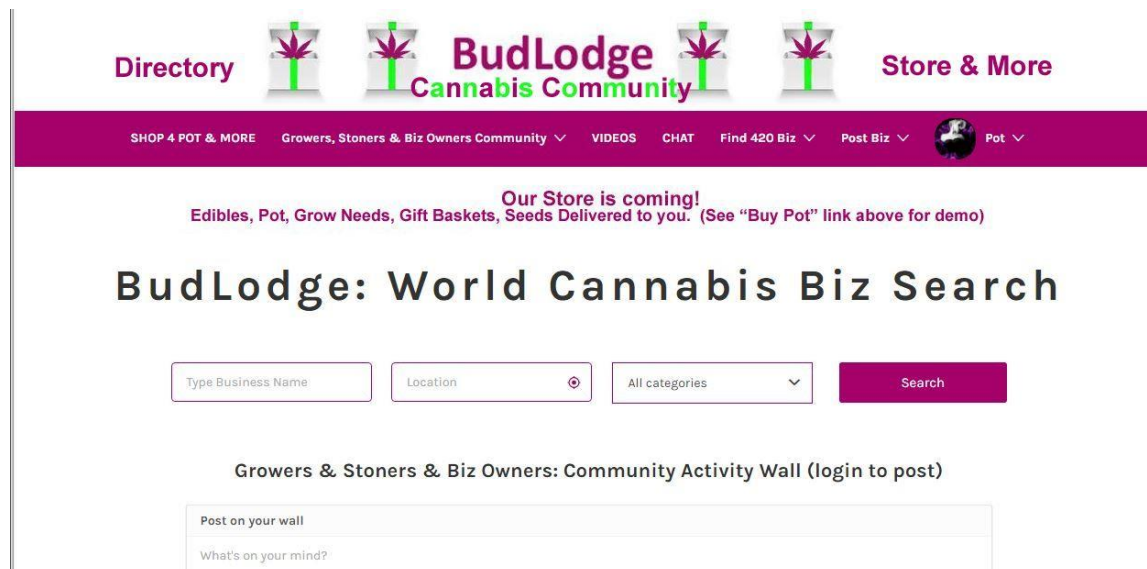 Directory
BudLodge
Cannabis Community
Store & More
SHOP 4 POT & MORE Growers, Stoners & Biz Owners Community VIDEOS CHAT Find 420 Biz Post Biz Pot
Our Store is coming!
Edibles, Pot, Grow Needs, Gift Baskets, Seeds Delivered to you. (See “Buy Pot” link above for demo)
BudLodge: World Cannabis Biz Search
Type Business Name Location All categories Search
Growers & Stoners & Biz Owners: Community Activity Wall (login to post)
Post on your wall
What's on your mind?